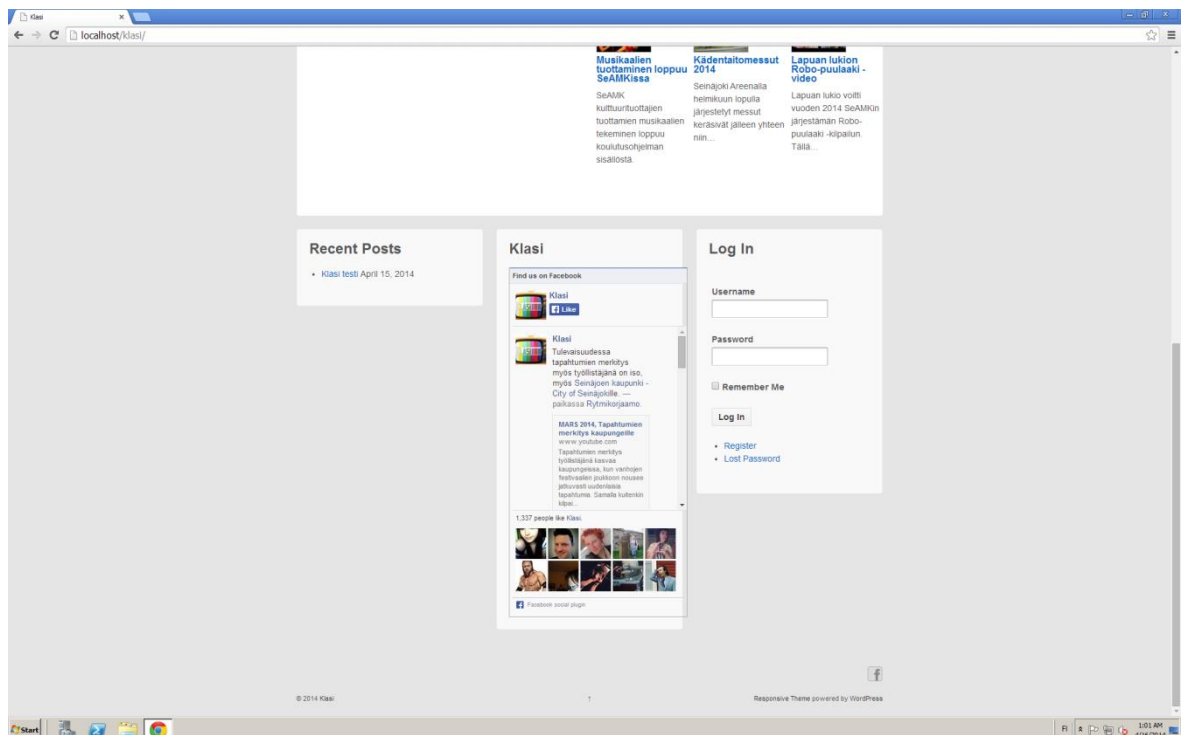 Klasi
localhost/klasi/
Musikaalien
tuottaminen loppuu
SeAMKissa
SeAMK
kulttuurituottajien
tuottamien musikaalien
tekeminen loppuu
koulutusohjelman
sisällöstä.
Kädentaitomessut
2014
Seinäjoki Areenalla
helmikuun lopulla
järjestetyt messut
keräsivät jälleen yhteen
niin...
Lapuan lukion
Robo-puulaaki -
video
Lapuan lukio voitti
vuoden 2014 SeAMKin
järjestämän Robo-
puulaaki -kilpailun.
Tällä...
Recent Posts
Klasi testi April 15, 2014
Klasi
Find us on Facebook
Klasi
Like
Klasi
Tulevaisuudessa
tapahtumien merkitys
myös työllistäjänä on iso,
myös Seinäjoen kaupunki -
City of Seinäjokille. —
paikassa Rytmikorjaamo.
MARS 2014, Tapahtumien
merkitys kaupungeille
www.youtube.com
Tapahtumien merkitys
työllistäjänä kasvaa
kaupungeissa, kun vanhojen
festivaalien joukkoon nousee
jatkuvasti uudenlaisia
tapahtumia. Samalla kuitenkin
kilpai...
1,337 people like Klasi.
Facebook social plugin
Log In
Username
Password
Remember Me
Log In
Register
Lost Password
© 2014 Klasi
↑
Responsive Theme powered by WordPress
Start
FI
1:01 AM
4/16/2014